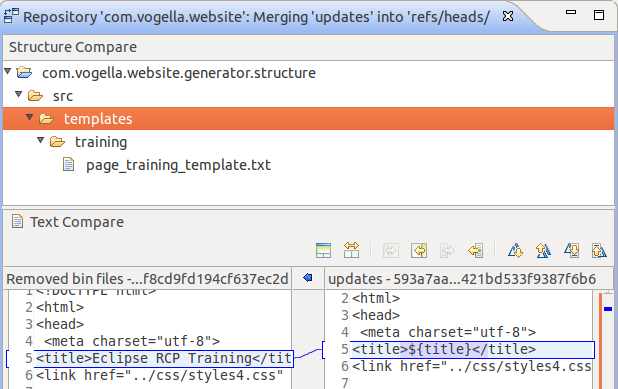 Repository 'com.vogella.website': Merging 'updates' into 'refs/heads/
Structure Compare
com.vogella.website.generator.structure
src
templates
training
page_training_template.txt
Text Compare
Removed bin files -...f8cd9fd194cf637ec2d
1 <!DOCTYPE html>
2 <html>
3 <head>
4 <meta charset="utf-8">
5 <title>Eclipse RCP Training</tit
6 <link href="../css/styles4.css"
updates - 593a7aa...421bd533f9387f6b6
2 <html>
3 <head>
4 <meta charset="utf-8">
5 <title>${title}</title>
6 <link href="../css/styles4.css
7